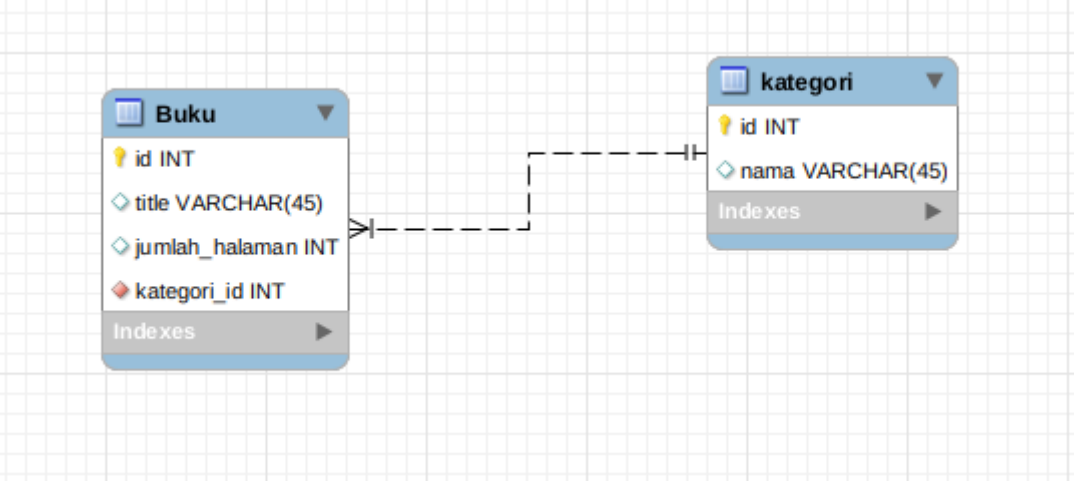 Buku
id INT
title VARCHAR(45)
jumlah_halaman INT
kategori_id INT
Indexes
kategori
id INT
nama VARCHAR(45)
Indexes